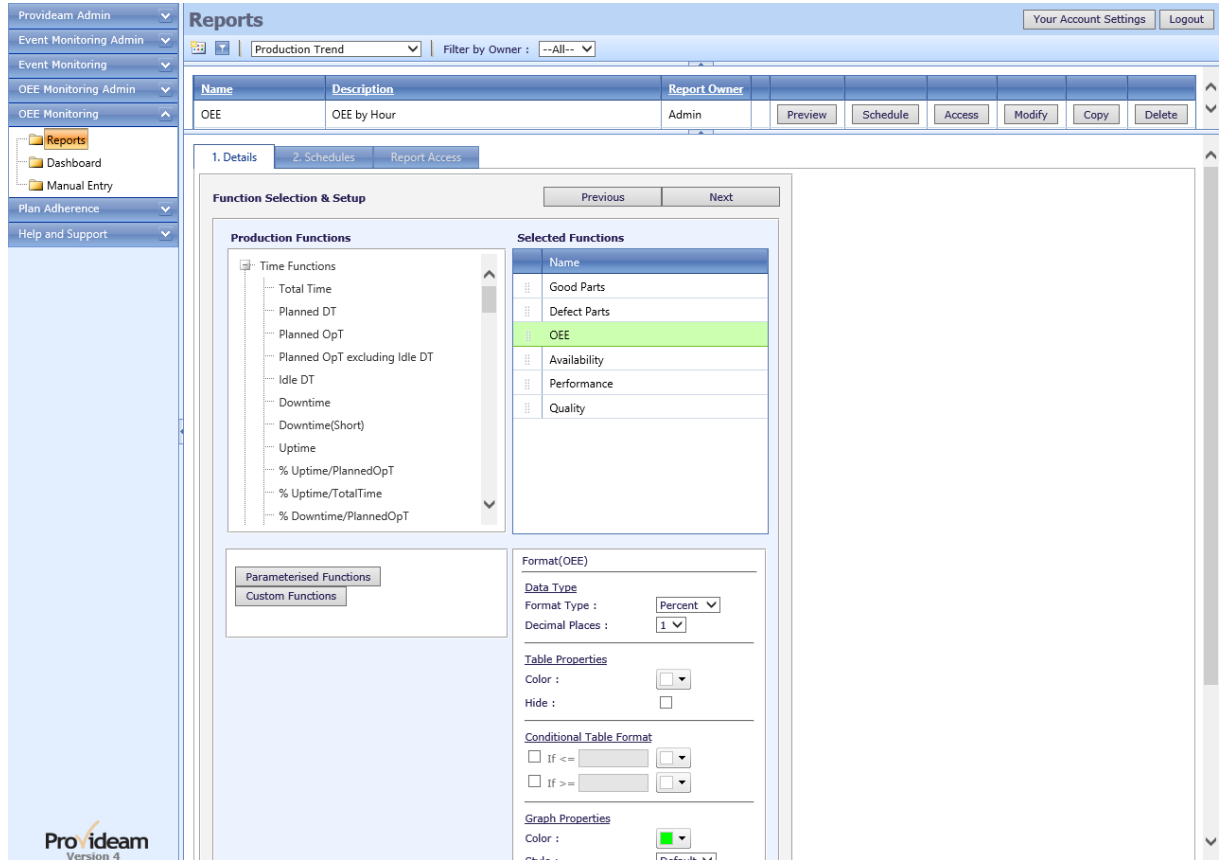 Provideam Admin
Event Monitoring Admin
Event Monitoring
OEE Monitoring Admin
OEE Monitoring
Reports
Dashboard
Manual Entry
Plan Adherence
Help and Support
Provideam
Version 4
Reports
Your Account Settings Logout
Production Trend Filter by Owner : --All--
Name Description Report Owner
OEE OEE by Hour Admin Preview Schedule Access Modify Copy Delete
1. Details 2. Schedules Report Access
Function Selection & Setup Previous Next
Production Functions
Time Functions
Total Time
Planned DT
Planned OpT
Planned OpT excluding Idle DT
Idle DT
Downtime
Downtime(Short)
Uptime
% Uptime/PlannedOpT
% Uptime/TotalTime
% Downtime/PlannedOpT
Selected Functions
Name
Good Parts
Defect Parts
OEE
Availability
Performance
Quality
Parameterised Functions
Custom Functions
Format(OEE)
Data Type
Format Type : Percent
Decimal Places : 1
Table Properties
Color :
Hide :
Conditional Table Format
If <=
If >=
Graph Properties
Color :
Style : Default